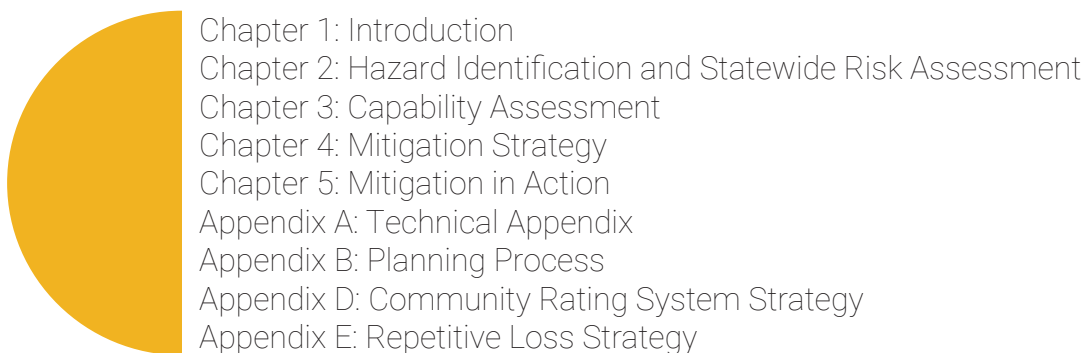 Chapter 1: Introduction
Chapter 2: Hazard Identification and Statewide Risk Assessment
Chapter 3: Capability Assessment
Chapter 4: Mitigation Strategy
Chapter 5: Mitigation in Action
Appendix A: Technical Appendix
Appendix B: Planning Process
Appendix D: Community Rating System Strategy
Appendix E: Repetitive Loss Strategy